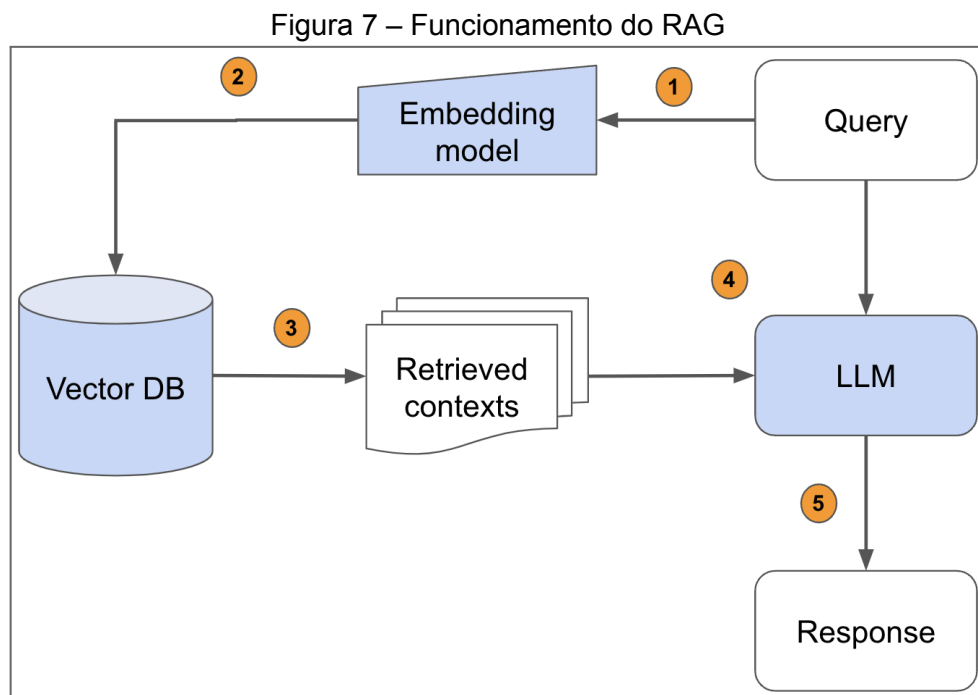 Figura 7 – Funcionamento do RAG
2
1
Embedding
model
Query
3
4
Vector DB
Retrieved
contexts
LLM
5
Response